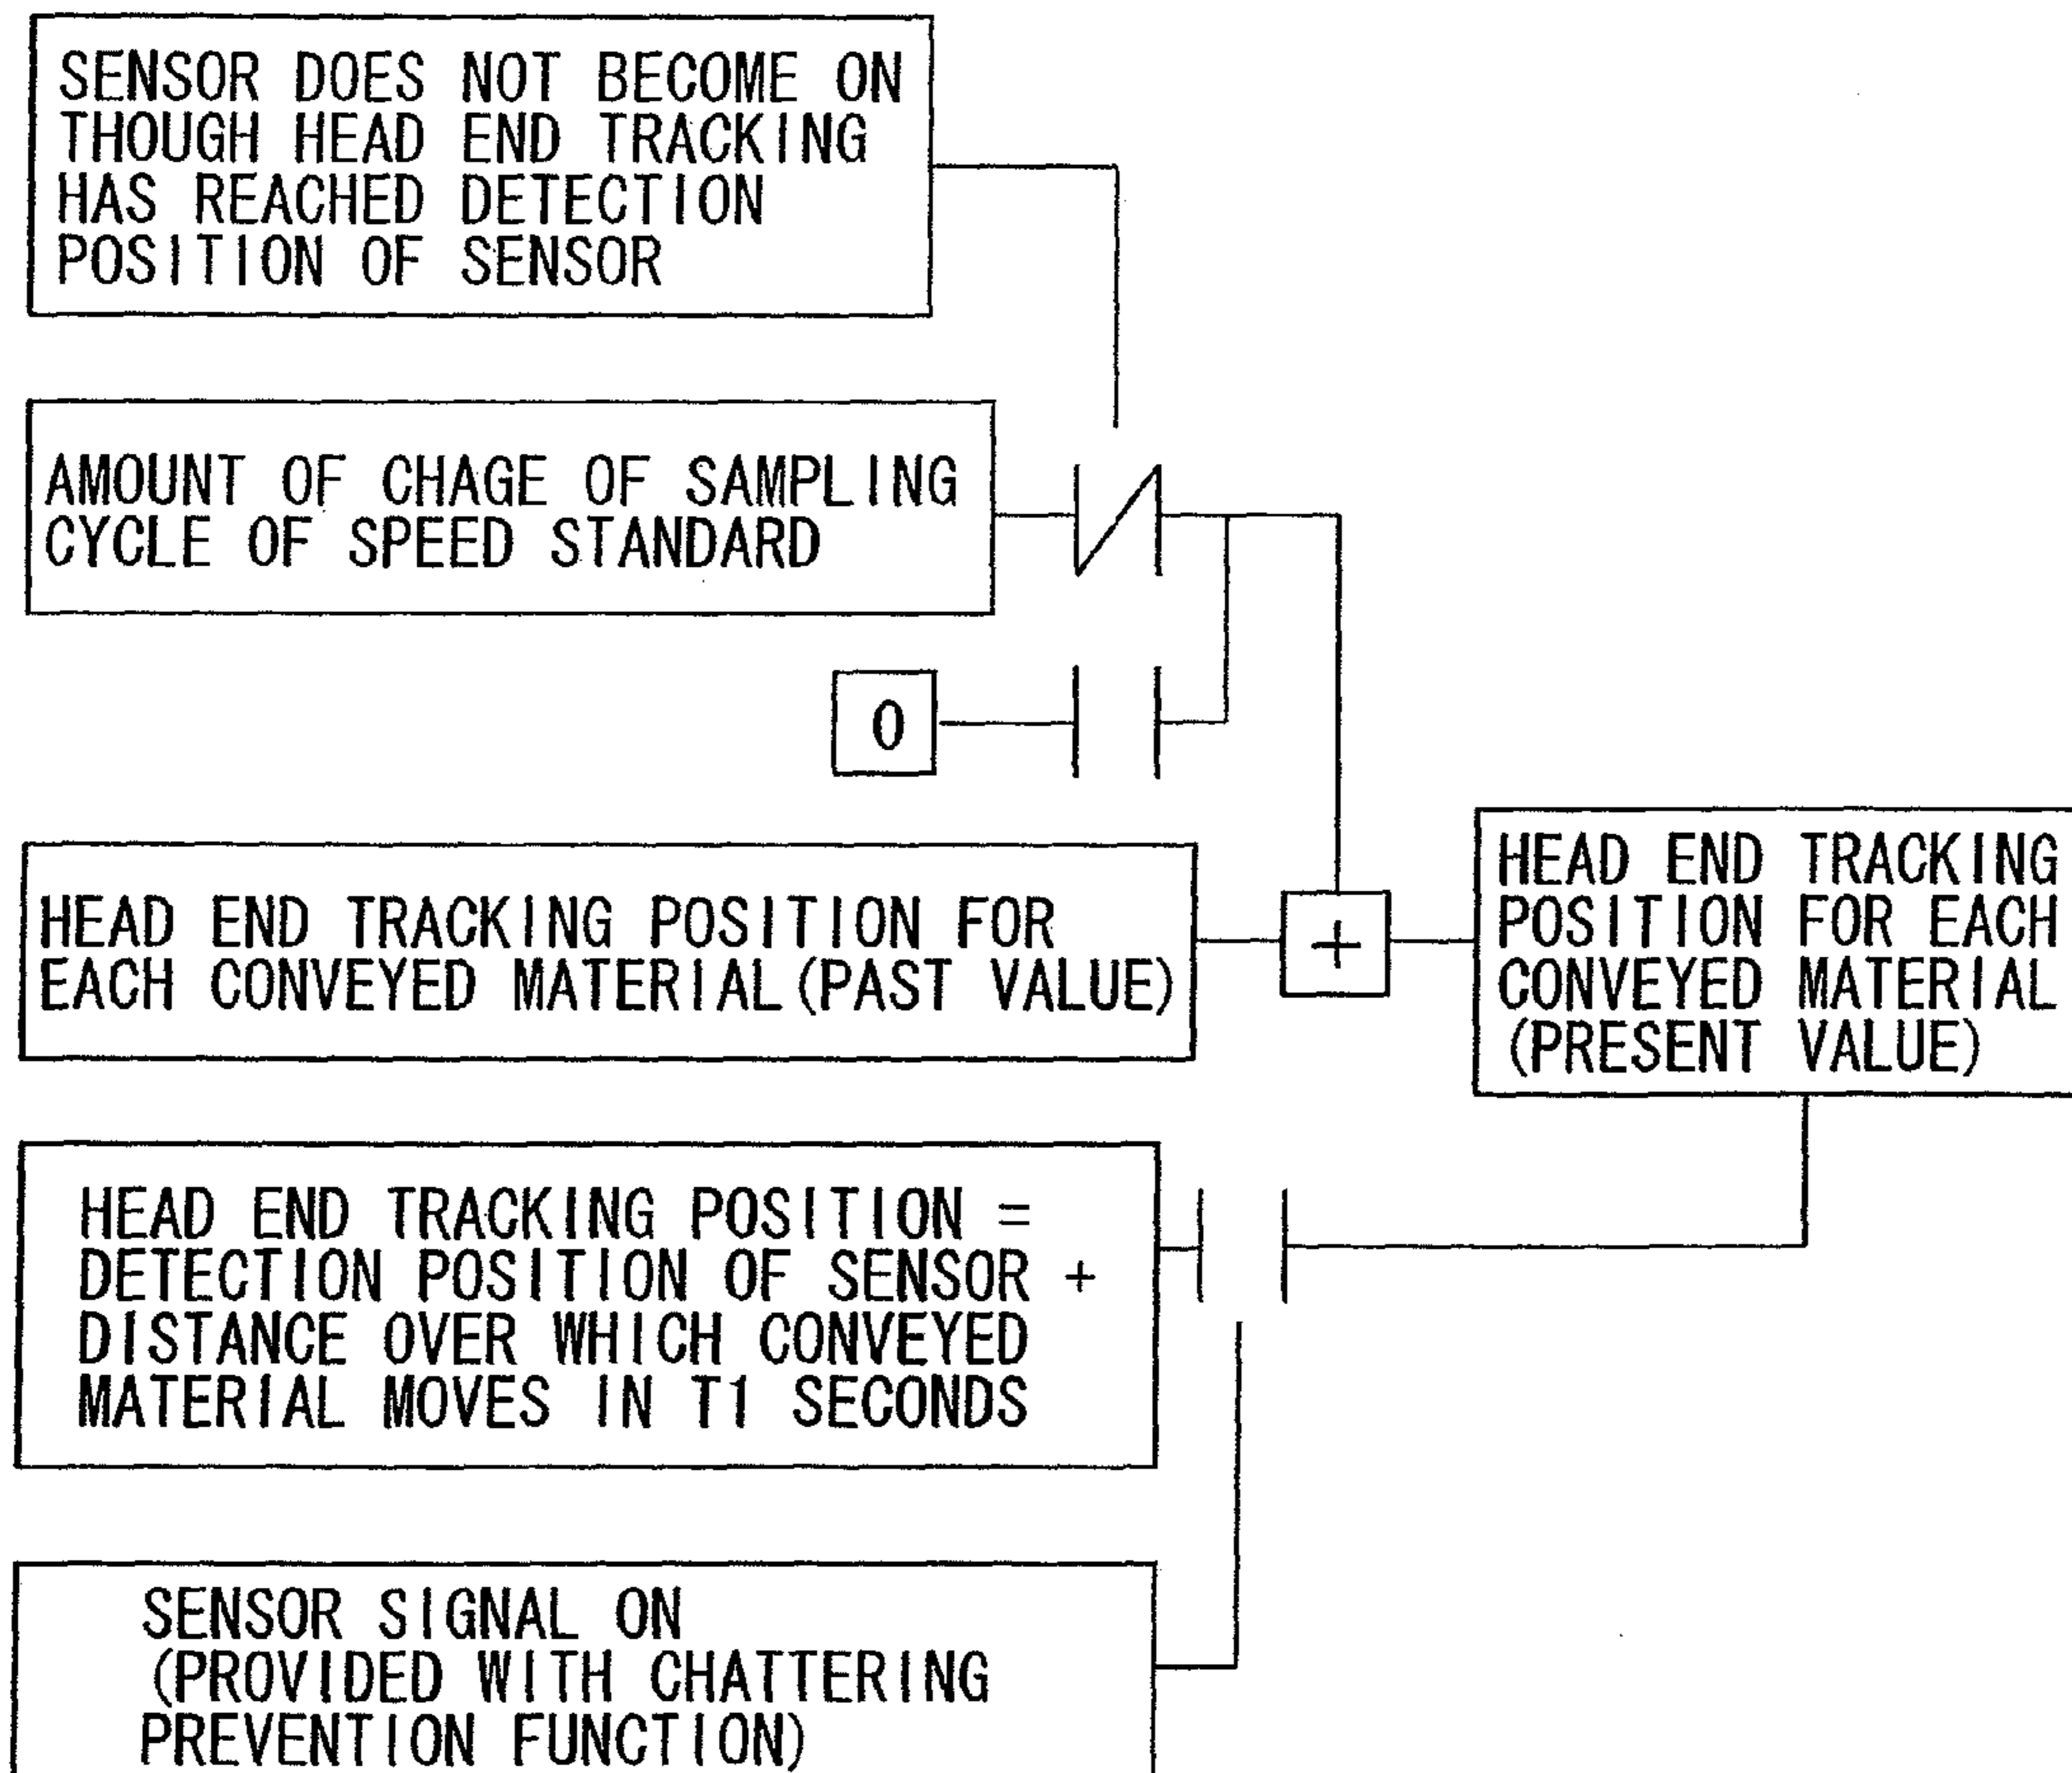 SENSOR DOES NOT BECOME ON
THOUGH HEAD END TRACKING
HAS REACHED DETECTION
POSITION OF SENSOR
AMOUNT OF CHAGE OF SAMPLING
CYCLE OF SPEED STANDARD
0
HEAD END TRACKING POSITION FOR
EACH CONVEYED MATERIAL(PAST VALUE)
+
HEAD END TRACKING
POSITION FOR EACH
CONVEYED MATERIAL
(PRESENT VALUE)
HEAD END TRACKING POSITION =
DETECTION POSITION OF SENSOR +
DISTANCE OVER WHICH CONVEYED
MATERIAL MOVES IN T1 SECONDS
SENSOR SIGNAL ON
(PROVIDED WITH CHATTERING
PREVENTION FUNCTION)